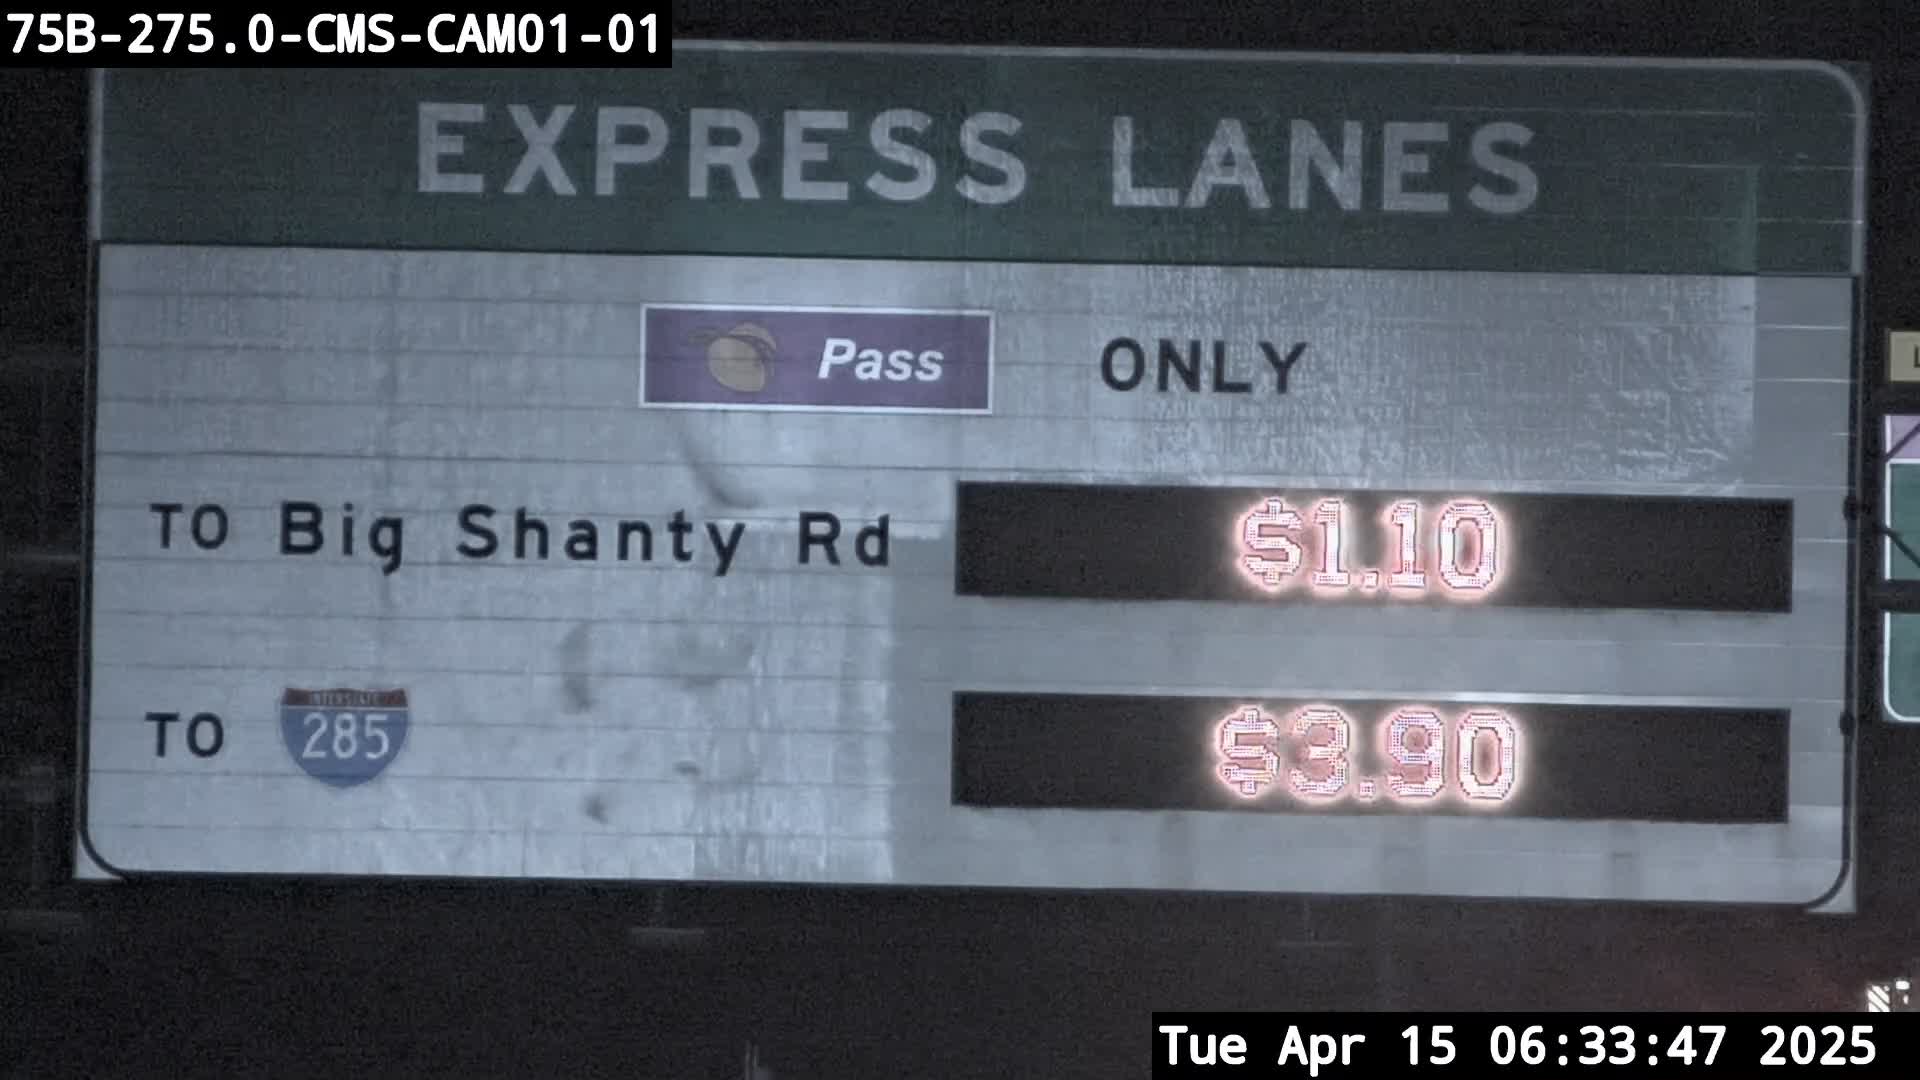 75B-275.0-CMS-CAM01-01
EXPRESS LANES
Pass ONLY
TO Big Shanty Rd $1.10
INTERSTATE
TO 285 $3.90
Tue Apr 15 06:33:47 2025